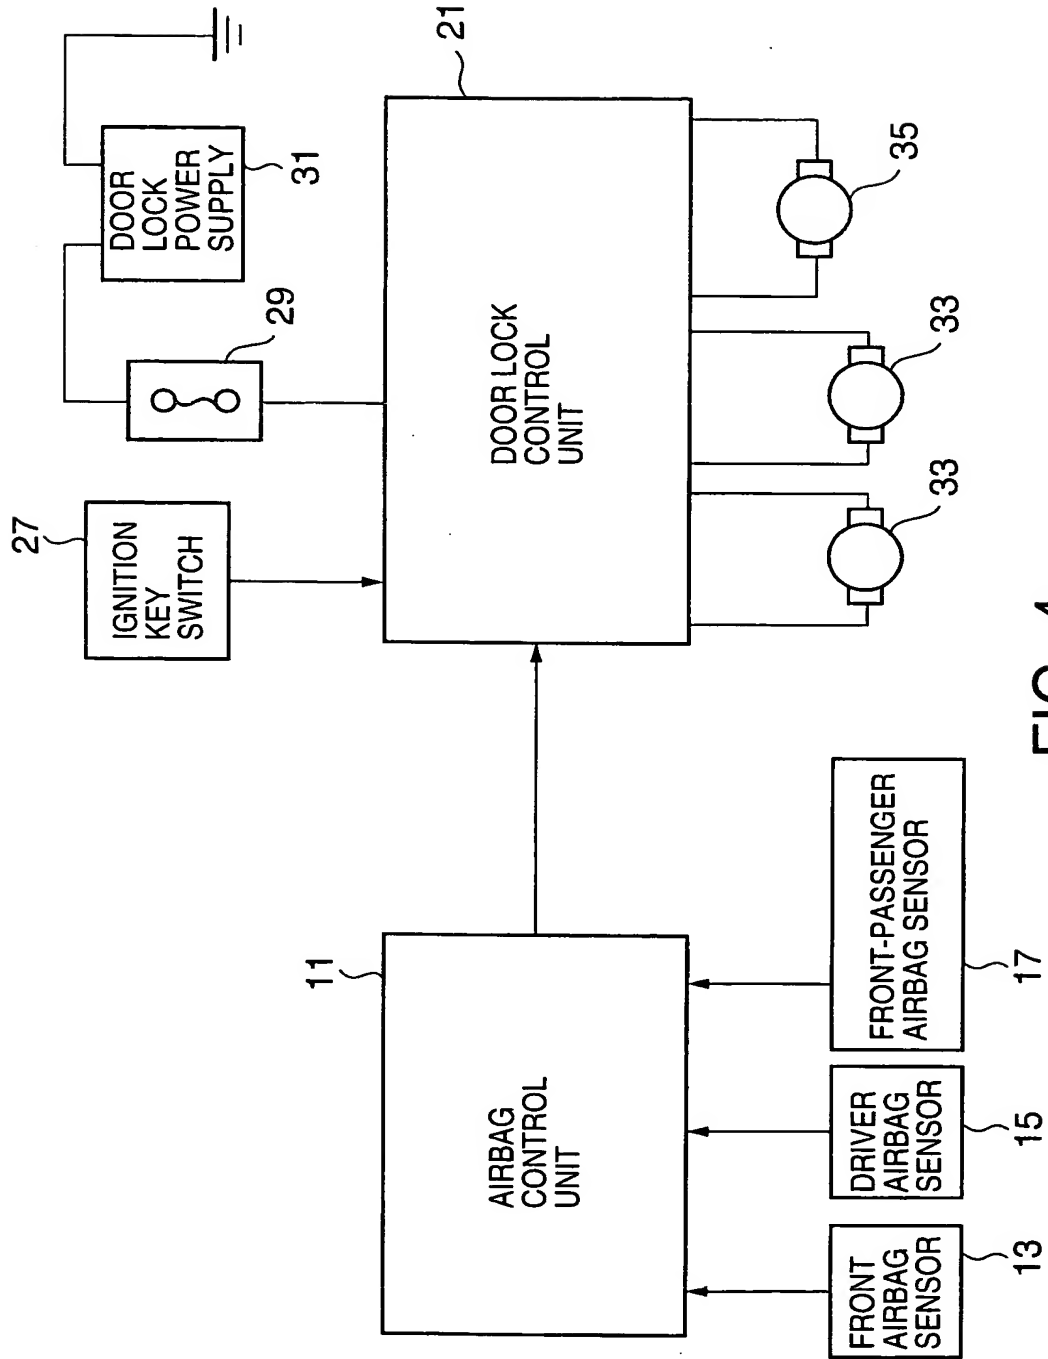 27
IGNITION
KEY
SWITCH
29
DOOR
LOCK
POWER
SUPPLY
31
11
AIRBAG
CONTROL
UNIT
21
DOOR LOCK
CONTROL
UNIT
33
33
35
FRONT
AIRBAG
SENSOR
13
DRIVER
AIRBAG
SENSOR
15
FRONT-PASSENGER
AIRBAG SENSOR
17
FIG.